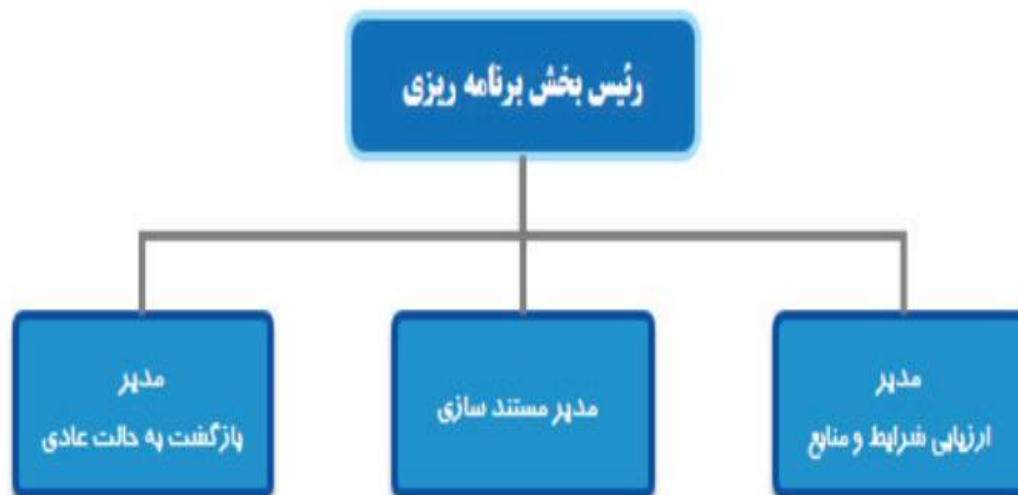 رئیس بخش برنامه ریزی
مدیر
ارزیابی شرایط و منابع
مدیر مستند سازی
مدیر
بازگشت به حالت عادی